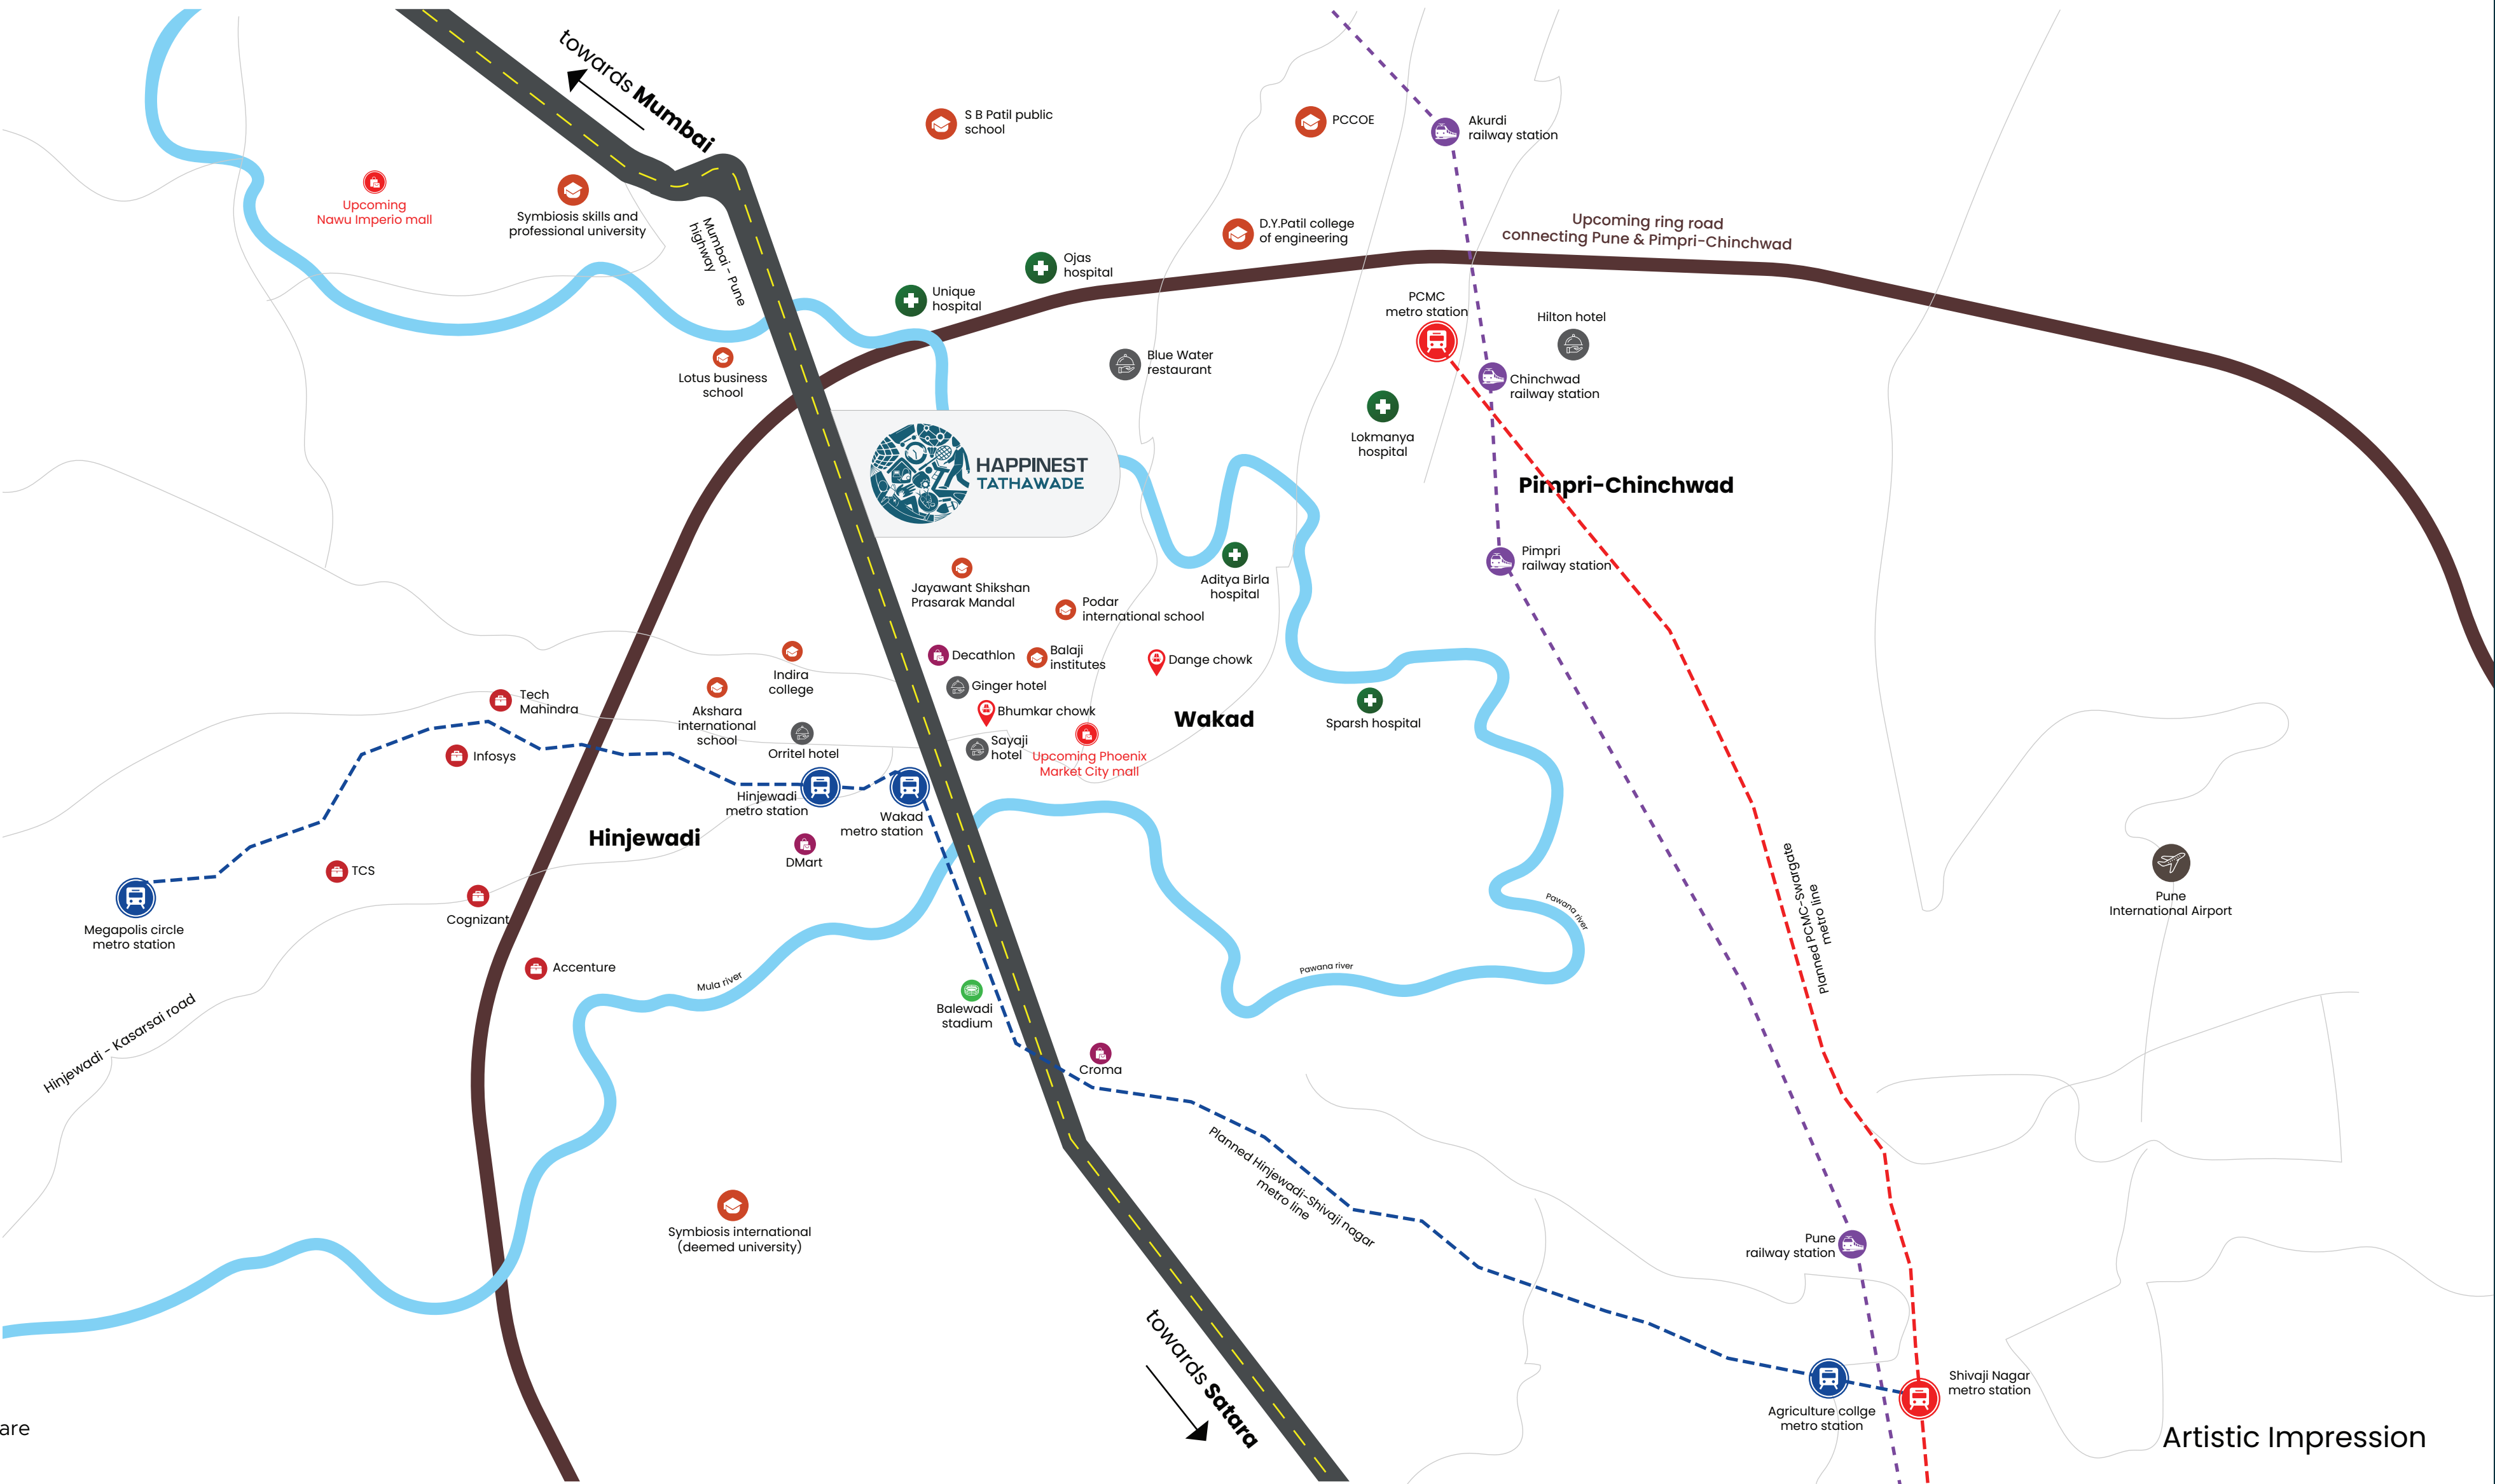 towards Mumbai
S B Patil public
school
PCCOE
Akurdi
railway station
Upcoming
Nawu Imperio mall
Symbiosis skills and
professional university
Mumbai - Pune
highway
D.Y.Patil college
of engineering
Upcoming ring road
connecting Pune & Pimpri-Chinchwad
Ojas
hospital
Unique
hospital
PCMC
metro station
Hilton hotel
Lotus business
school
Blue Water
restaurant
Chinchwad
railway station
Lokmanya
hospital
HAPPINEST
TATHAWADE
Pimpri-Chinchwad
Pimpri
railway station
Aditya Birla
hospital
Jayawant Shikshan
Prasarak Mandal
Podar
international school
Decathlon
Balaji
institutes
Dange chowk
Indira
college
Ginger hotel
Tech
Mahindra
Akshara
international
school
Bhumkar chowk
Wakad
Sparsh hospital
Orritel hotel
Sayaji
hotel
Upcoming Phoenix
Market City mall
Infosys
Hinjewadi
metro station
Wakad
metro station
Hinjewadi
DMart
TCS
Cognizant
Megapolis circle
metro station
Accenture
Mula river
Pawana river
Pawana river
Planned PCMC-Swargate
metro line
Pune
International Airport
Hinjewadi - Kasarsai road
Balewadi
stadium
Croma
Planned Hinjewadi-Shivaji nagar
metro line
Symbiosis international
(deemed university)
Pune
railway station
towards Satara
Shivaji Nagar
metro station
Agriculture collge
metro station
are
Artistic Impression